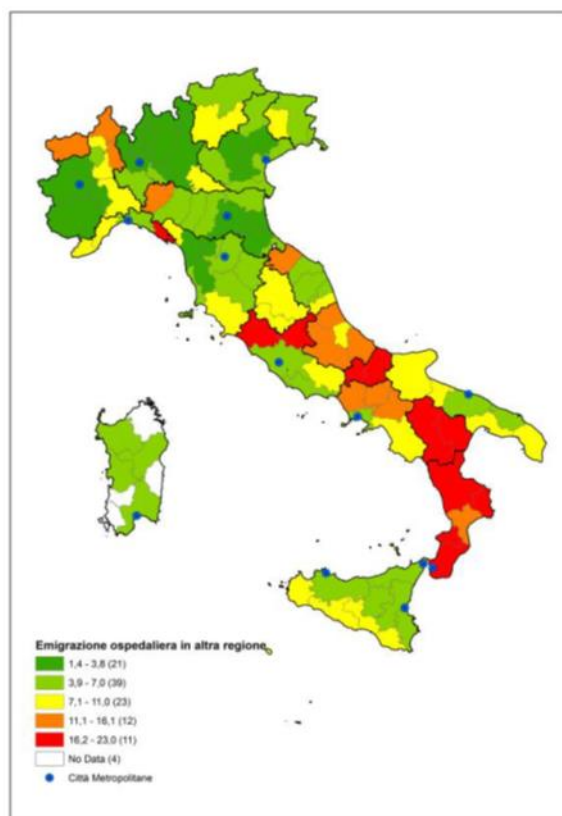 Emigrazione ospedaliera in altra regione
1,4 - 3,8 (21)
3,9 - 7,0 (39)
7,1 - 11,0 (23)
11,1 - 16,1 (12)
16,2 - 23,0 (11)
No Data (4)
Città Metropolitane